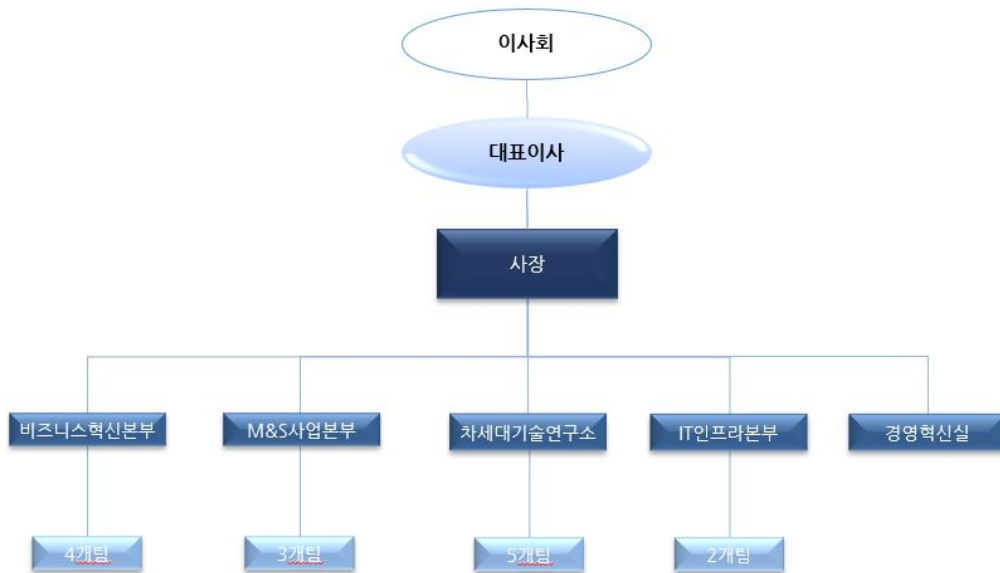 이사회
대표이사
사장
비즈니스혁신본부
M&S사업본부
차세대기술연구소
IT인프라본부
경영혁신실
4개팀
3개팀
5개팀
2개팀